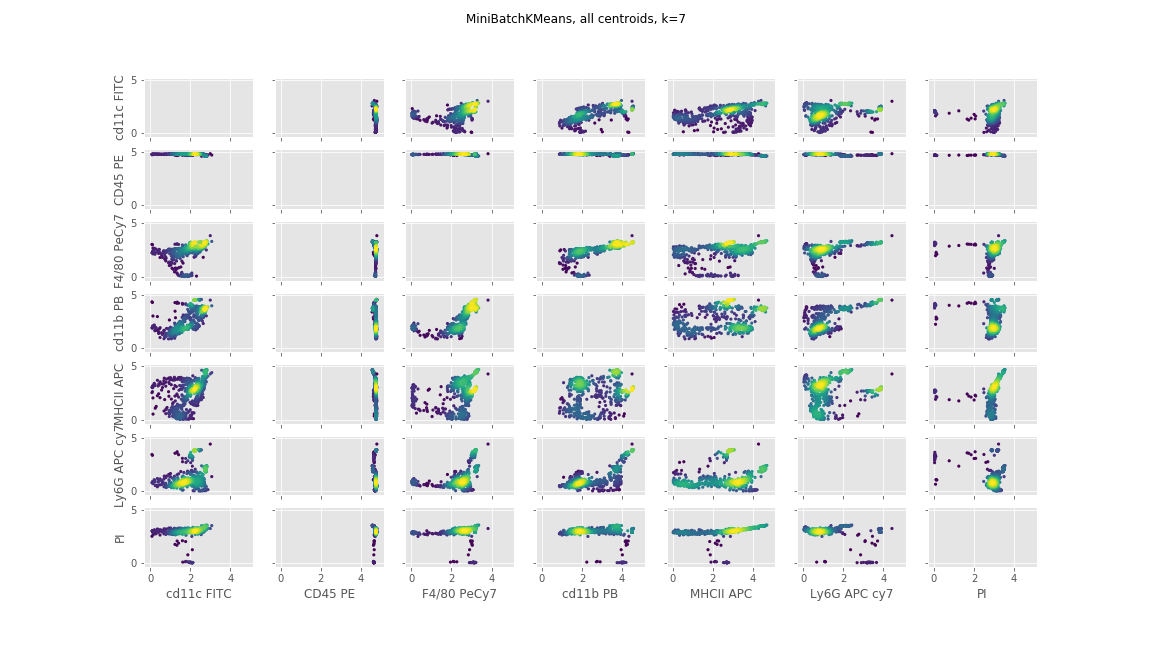 MiniBatchKMeans, all centroids, k=7
cd11c FITC
5
0
CD45 PE
5
0
F4/80 PeCy7
5
0
cd11b PB
5
0
MHCII APC
5
0
Ly6G APC cy7
5
0
PI
5
0
0 2 4 0 2 4 0 2 4 0 2 4 0 2 4 0 2 4 0 2 4
cd11c FITC CD45 PE F4/80 PeCy7 cd11b PB MHCII APC Ly6G APC cy7 PI